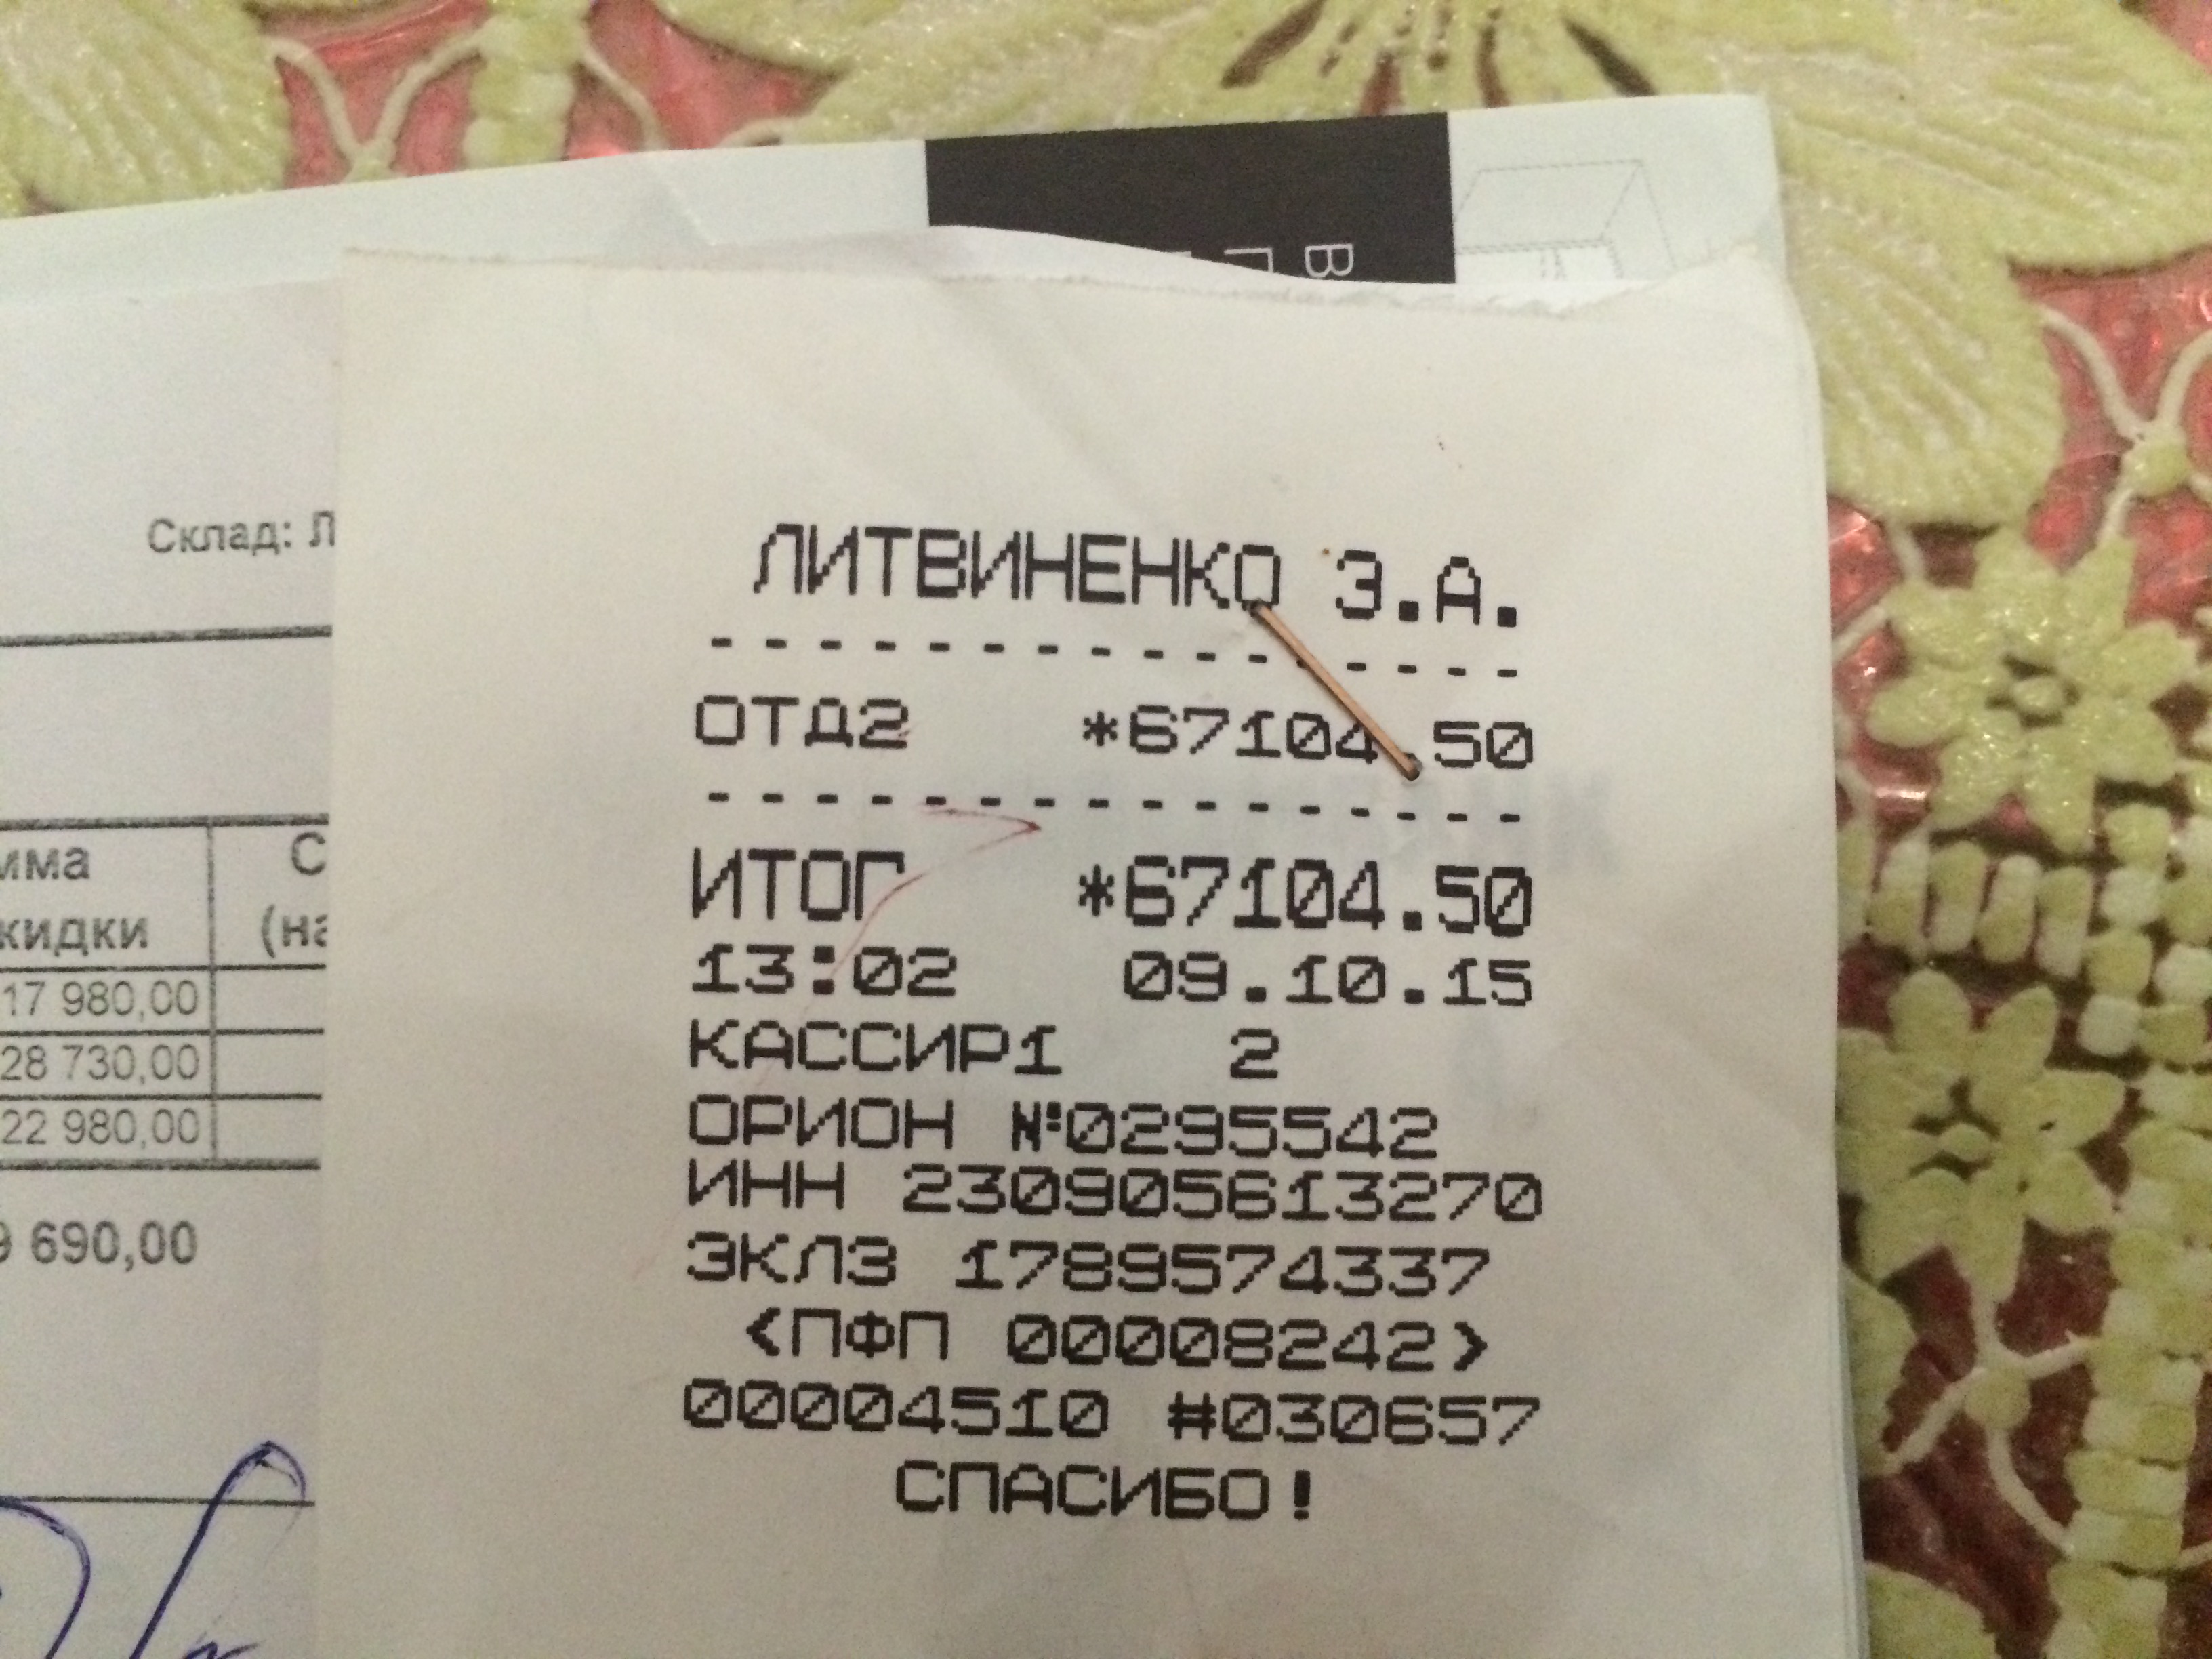 В
Г
Склад: Л
мма
С
кидки
(на
17 980,00
28 730,00
22 980,00
9 690,00
ЛИТВИНЕНКО З.А.
ОТД2 *67104.50
ИТОГ *67104.50
13:02 09.10.15
КАССИР1 2
ОРИОН №0295542
ИНН 230905613270
ЭКЛЗ 1789574337
<ПФП 00008242>
00004510 #030657
СПАСИБО!